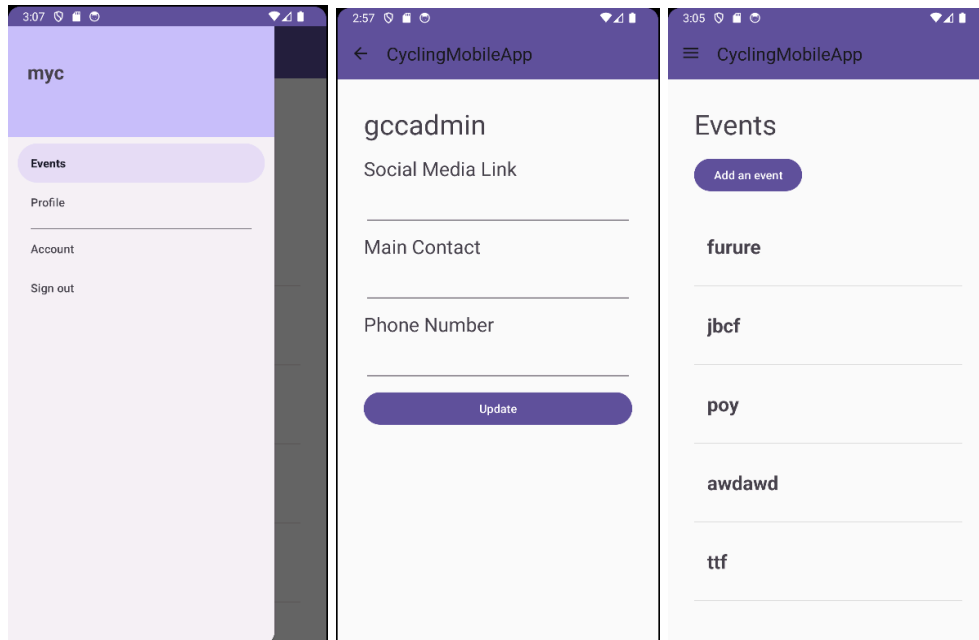 3:07
myc
Events
Profile
Account
Sign out
2:57
CyclingMobileApp
gccadmin
Social Media Link
Main Contact
Phone Number
Update
3:05
CyclingMobileApp
Events
Add an event
furure
jbcf
poy
awdawd
ttf